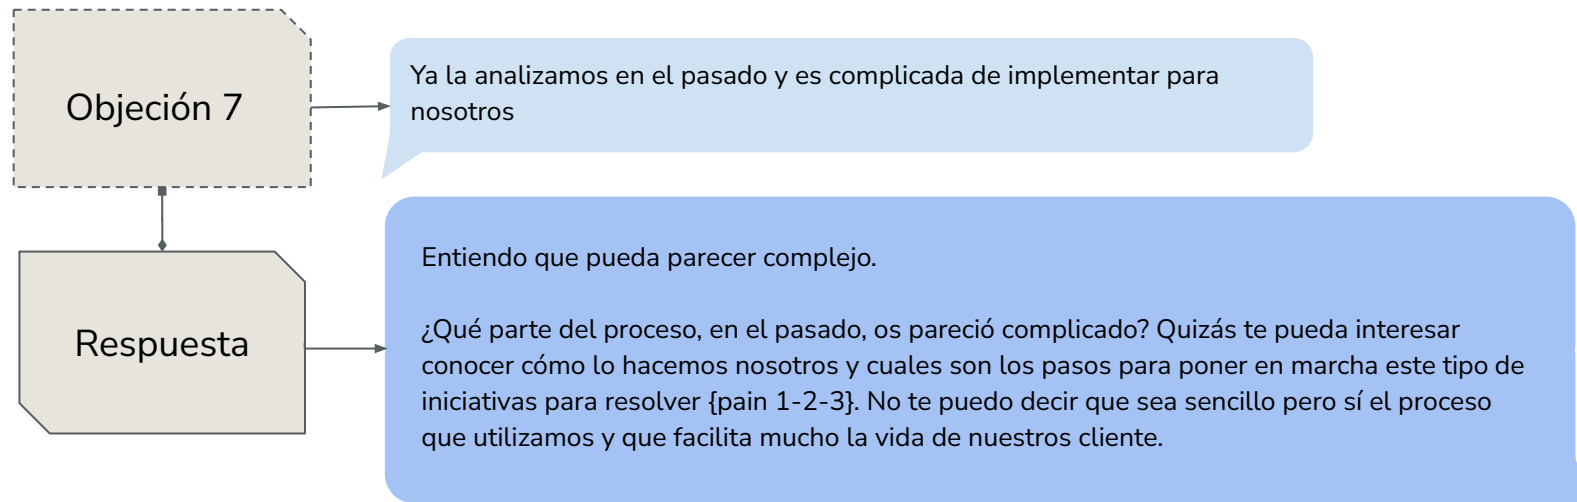 Objeción 7
Ya la analizamos en el pasado y es complicada de implementar para
nosotros
Respuesta
Entiendo que pueda parecer complejo.
¿Qué parte del proceso, en el pasado, os pareció complicado? Quizás te pueda interesar
conocer cómo lo hacemos nosotros y cuales son los pasos para poner en marcha este tipo de
iniciativas para resolver {pain 1-2-3}. No te puedo decir que sea sencillo pero sí el proceso
que utilizamos y que facilita mucho la vida de nuestros cliente.